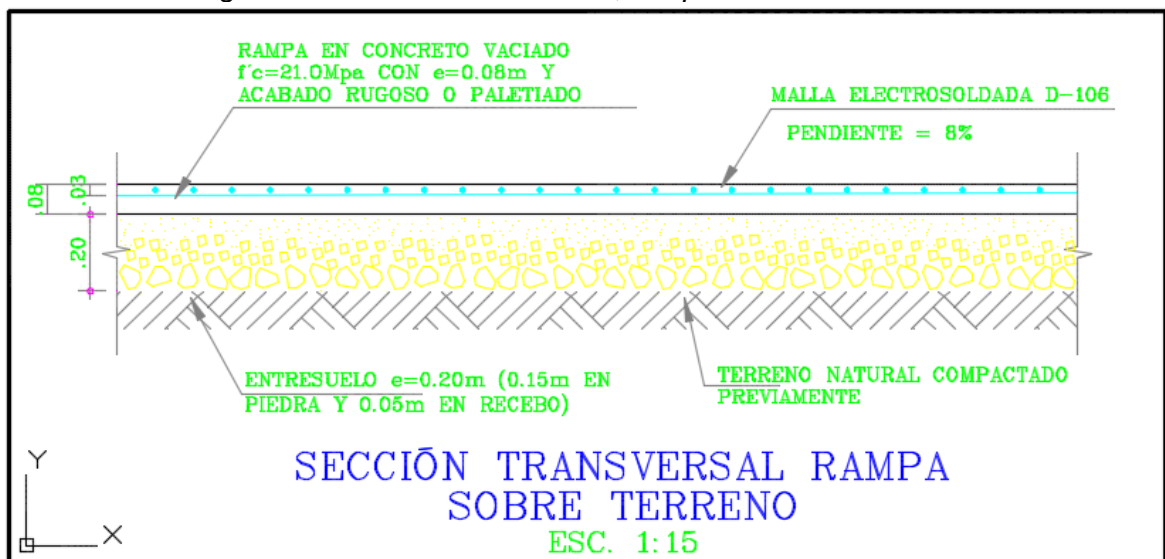 RAMPA EN CONCRETO VACIADO
f'c=21.0Mpa CON e=0.08m Y
ACABADO RUGOSO O PALETIADO
MALLA ELECTROSOLDADA D-106
PENDIENTE = 8%
.08
.03
.20
ENTRESUELO e=0.20m (0.15m EN
PIEDRA Y 0.05m EN RECEBO)
TERRENO NATURAL COMPACTADO
PREVIAMENTE
Y
X
SECCIÓN TRANSVERSAL RAMPA
SOBRE TERRENO
ESC. 1:15